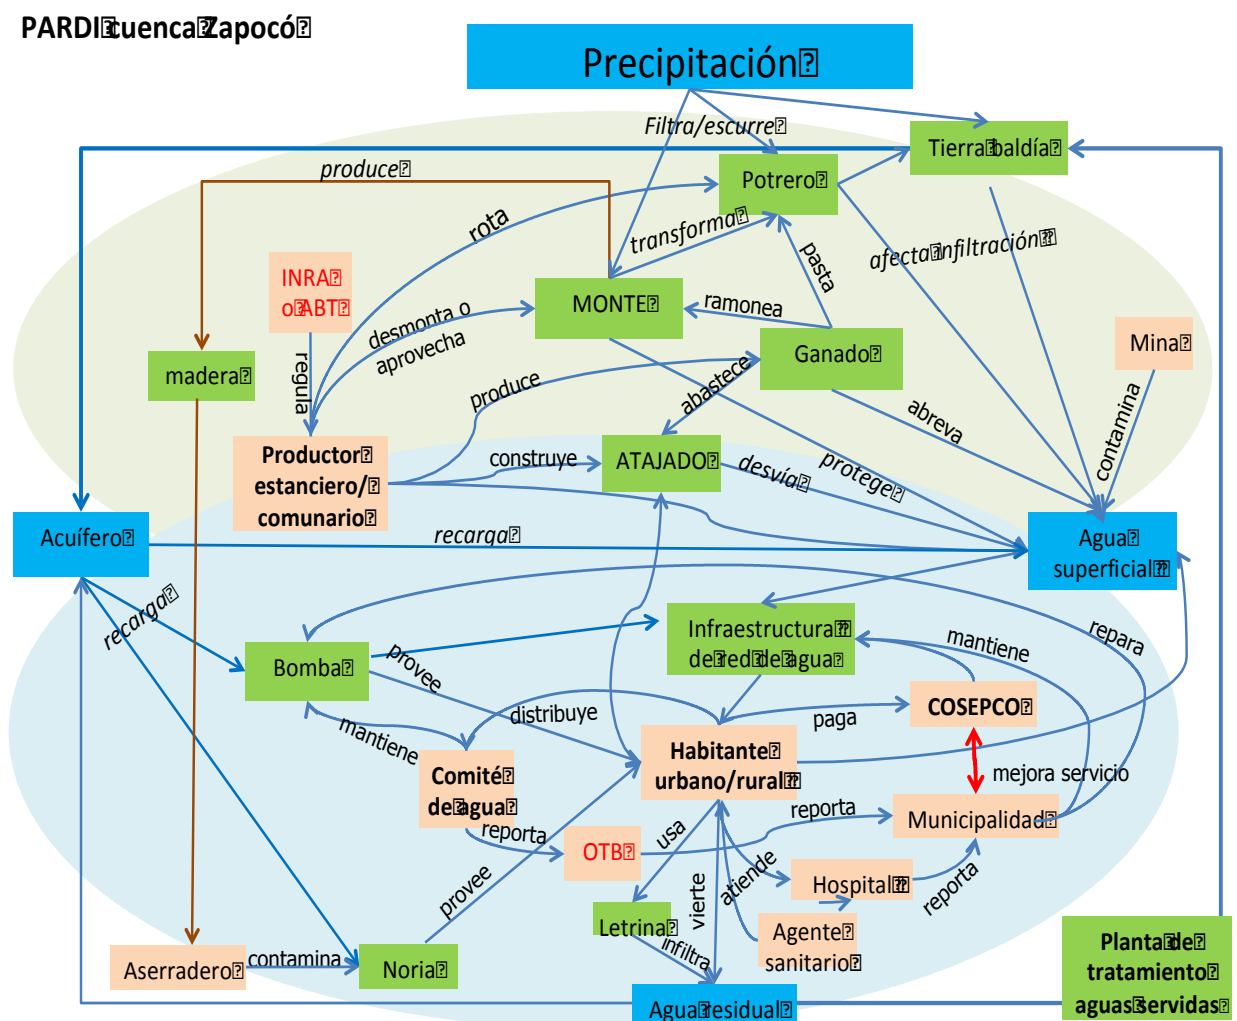 PARDI cuenca Zapocó
Precipitación
Filtra/escurre
Tierra baldía
produce
Potrero
rota
transforma
afecta infiltración
pasta
INRA
o ABT
MONTE
ramonea
desmonta o
aprovecha
Mina
Ganado
madera
regula
produce
abastece
abreva
contamina
Productor
estanciero/
comunario
construye
ATAJADO
desvía
protege
Acuífero
recarga
Agua
superficial
recarga
Infraestructura
de red de agua
mantiene
repara
Bomba
provee
distribuye
paga
COSEPCO
mantiene
Comité
de agua
Habitante
urbano/rural
mejora servicio
reporta
reporta
Municipalidad
OTB
usa
atiende
Hospital
reporta
provee
vierte
Letrina
infiltra
Agente
sanitario
Aserradero
contamina
Noria
Planta de
tratamiento
aguas servidas
Agua residual